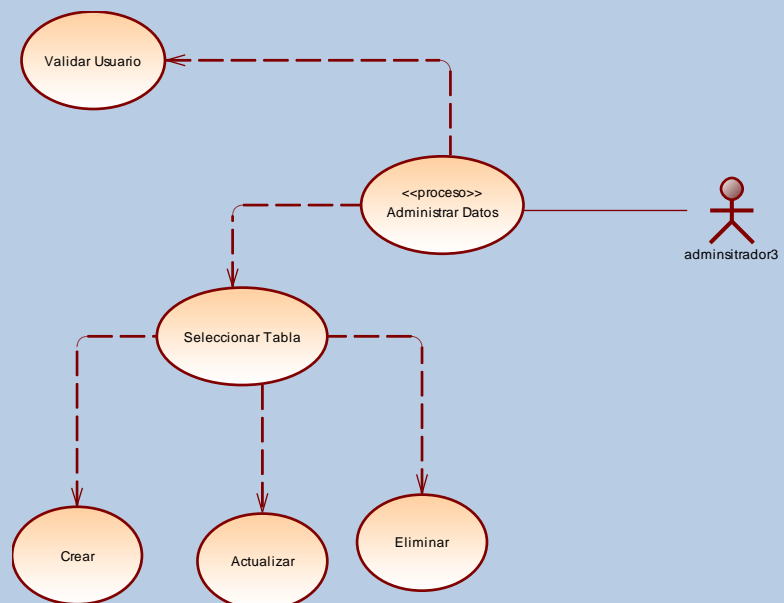 Validar Usuario
<<proceso>>
Administrar Datos
adminsitrador3
Seleccionar Tabla
Crear
Actualizar
Eliminar